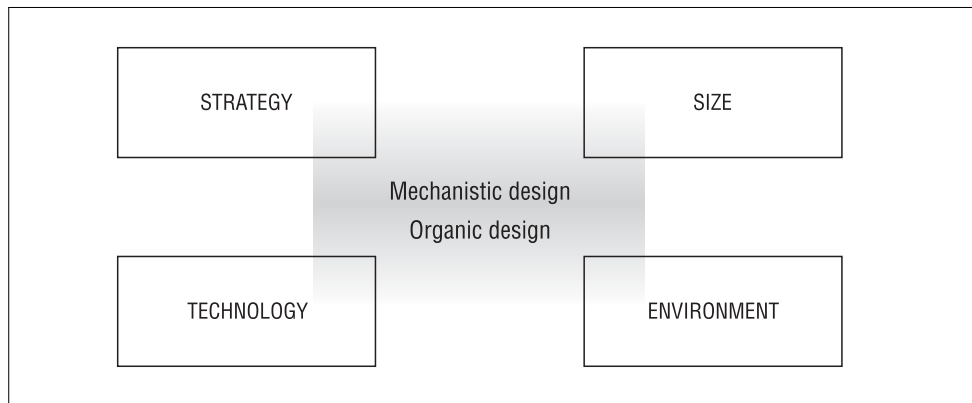 STRATEGY
SIZE
Mechanistic design
Organic design
TECHNOLOGY
ENVIRONMENT